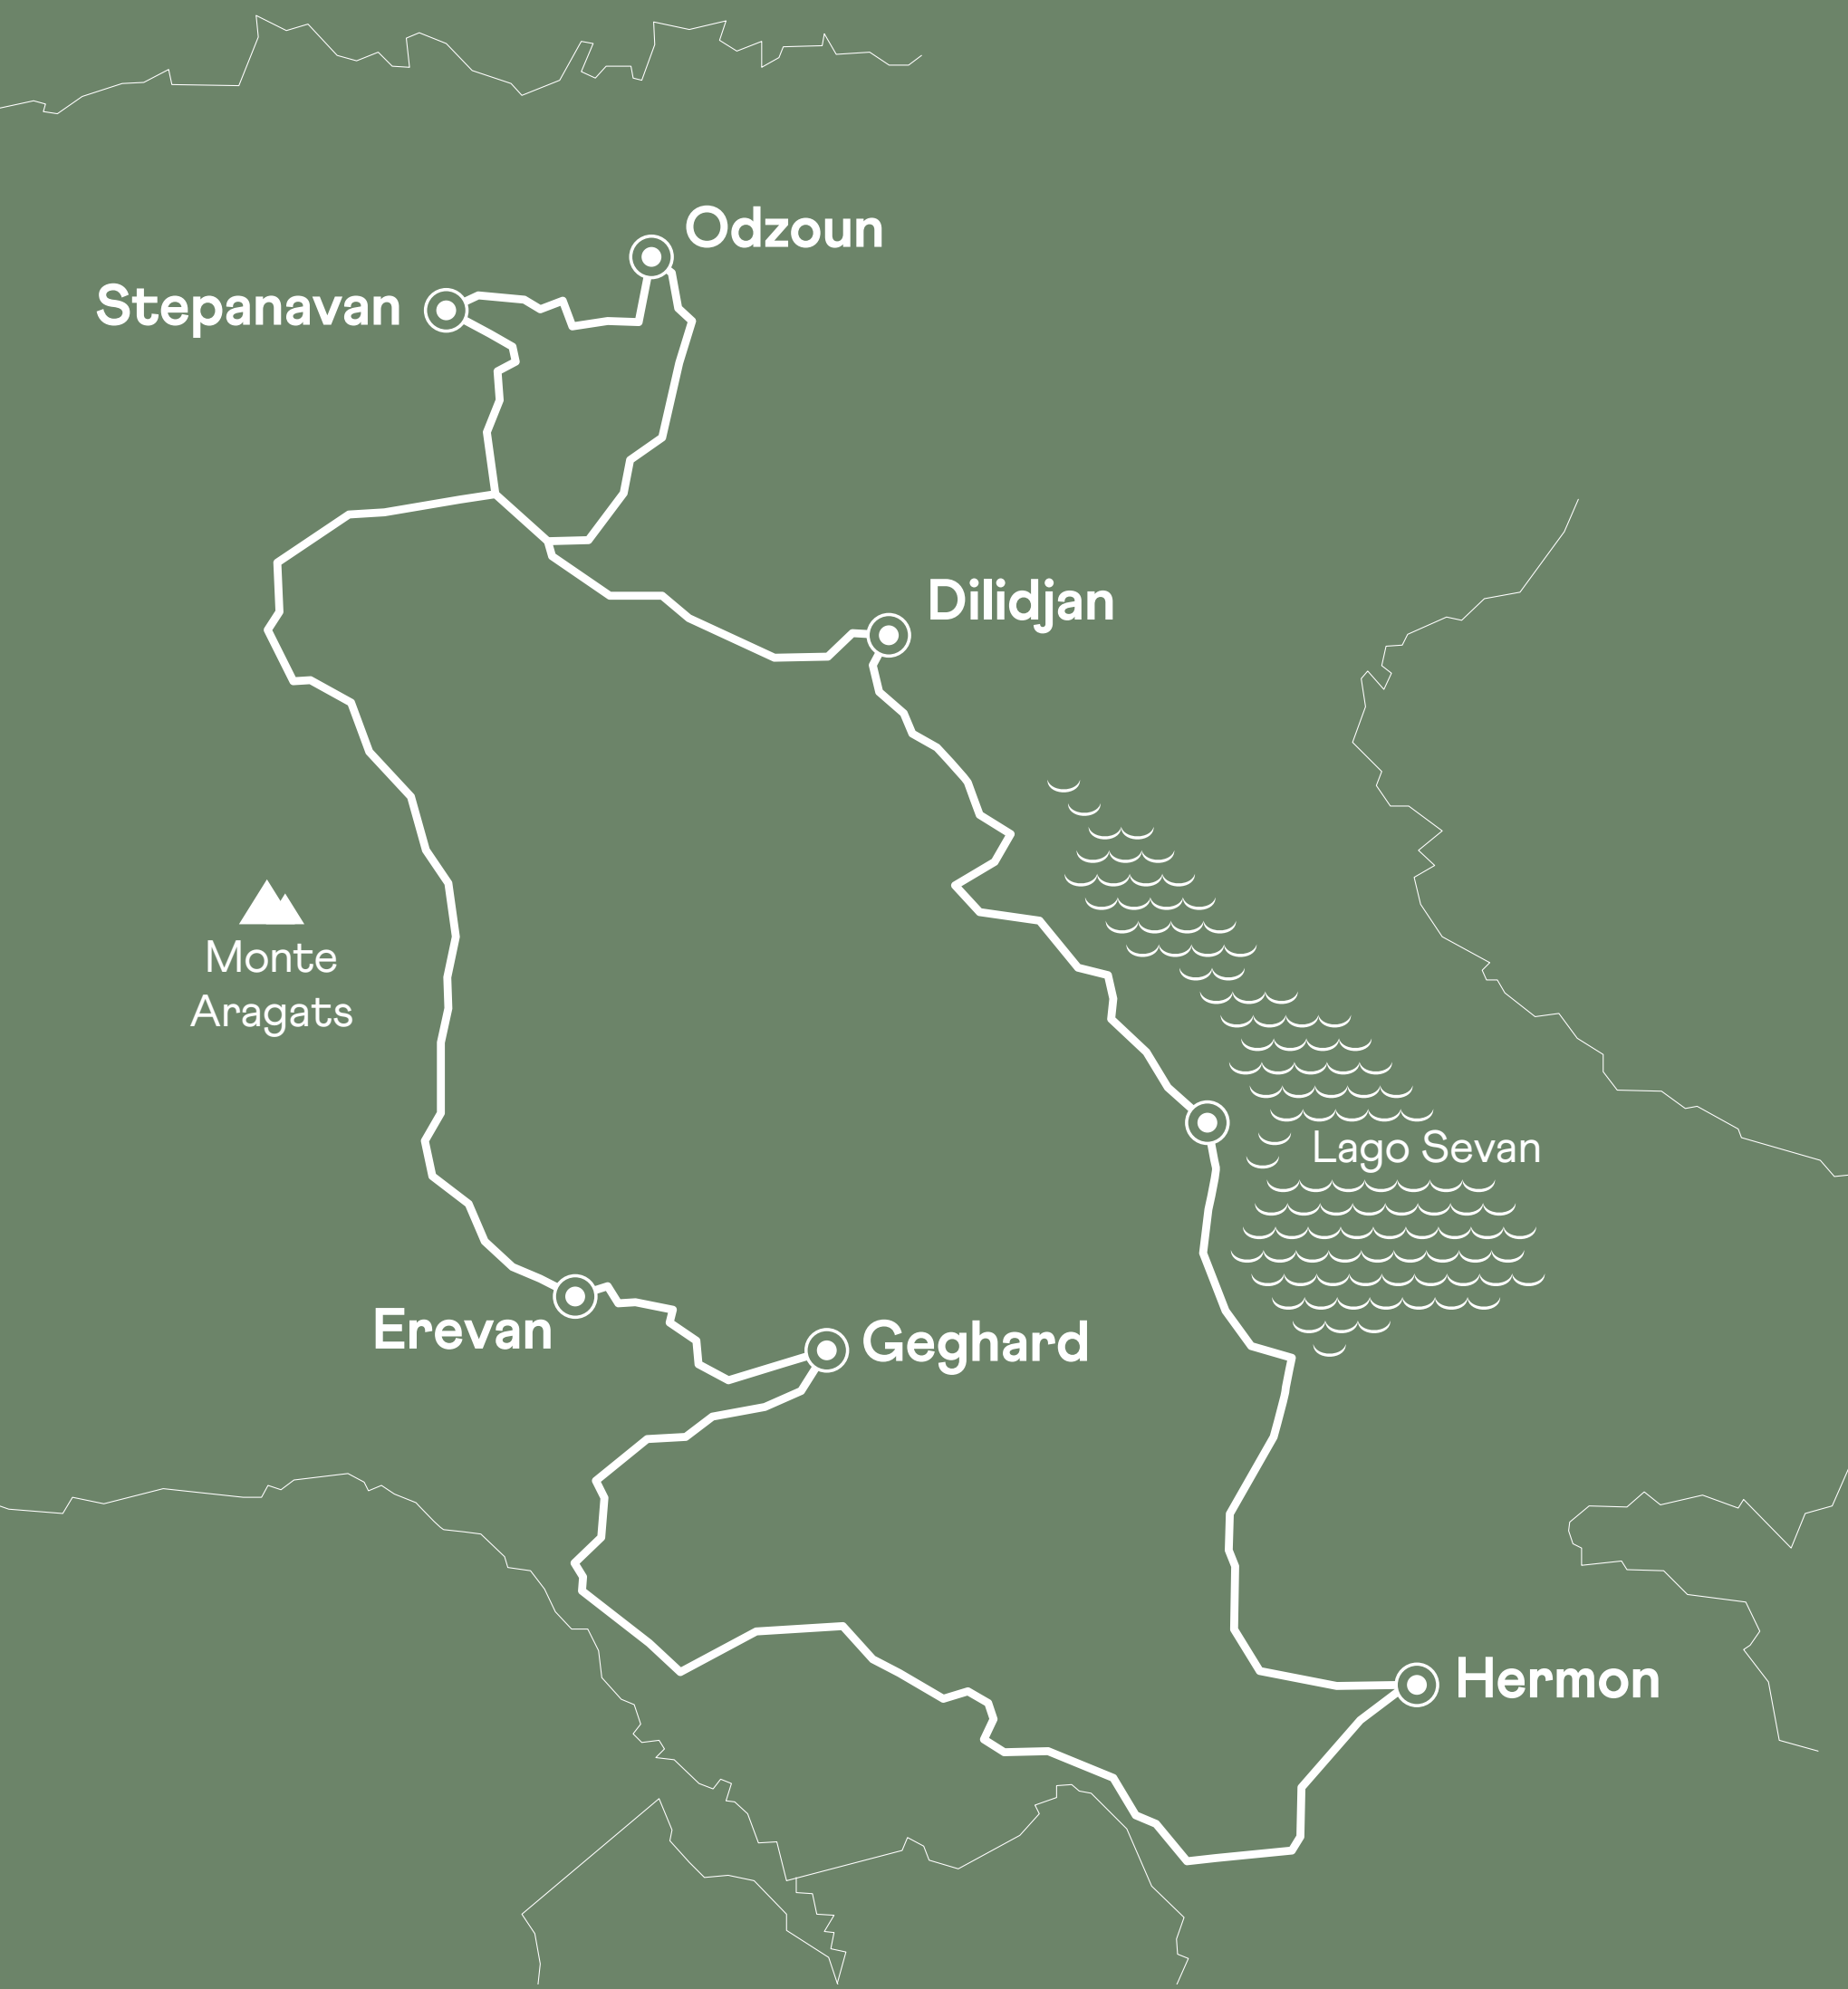 Odzoun
Stepanavan
Dilidjan
Monte
Aragats
Lago Sevan
Erevan
Geghard
Hermon